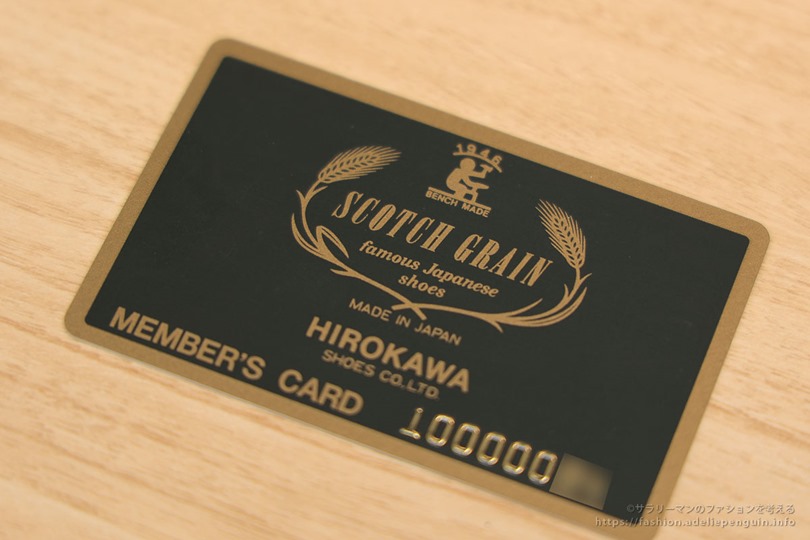 1946
BENCH MADE
SCOTCH GRAIN
famous Japanese
shoes
MADE IN JAPAN
HIROKAWA
SHOES CO.LTD.
MEMBER'S CARD
100000
©サラリーマンのファションを考える
https://fashion.adeliepenguin.info